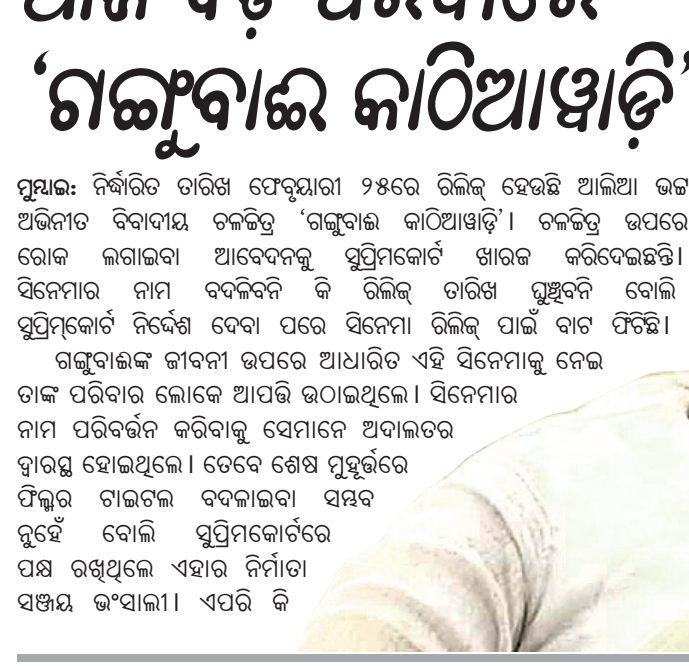 ‘ଗଙ୍ଗୁବାଈ କାଠିଆୱାଡ଼ି’
ମୁମ୍ବାଇ: ନିର୍ଦ୍ଧାରିତ ତାରିଖ ଫେବୃୟାରୀ ୨୫ରେ ରିଲିଜ୍ ହେଉଛି ଆଲିଆ ଭଟ୍ଟ
ଅଭିନୀତ ବିବାଦୀୟ ଚଳଚ୍ଚିତ୍ର ‘ଗଙ୍ଗୁବାଈ କାଠିଆୱାଡ଼ି’। ଚଳଚ୍ଚିତ୍ର ଉପରେ
ରୋକ ଲଗାଇବା ଆବେଦନକୁ ସୁପ୍ରିମକୋର୍ଟ ଖାରଜ କରିଦେଇଛନ୍ତି।
ସିନେମାର ନାମ ବଦଳିବନି କି ରିଲିଜ୍ ତାରିଖ ଘୁଞ୍ଚିବନି ବୋଲି
ସୁପ୍ରିମ୍‌କୋର୍ଟ ନିର୍ଦ୍ଦେଶ ଦେବା ପରେ ସିନେମା ରିଲିଜ୍ ପାଇଁ ବାଟ ଫିଟିଛି।
ଗଙ୍ଗୁବାଈଙ୍କ ଜୀବନୀ ଉପରେ ଆଧାରିତ ଏହି ସିନେମାକୁ ନେଇ
ତାଙ୍କ ପରିବାର ଲୋକେ ଆପତ୍ତି ଉଠାଇଥିଲେ। ସିନେମାର
ନାମ ପରିବର୍ତ୍ତନ କରିବାକୁ ସେମାନେ ଅଦାଲତର
ଦ୍ୱାରସ୍ଥ ହୋଇଥିଲେ। ତେବେ ଶେଷ ମୁହୂର୍ତ୍ତରେ
ଫିଲ୍ମର ଟାଇଟଲ ବଦଳାଇବା ସମ୍ଭବ
ନୁହେଁ ବୋଲି ସୁପ୍ରିମକୋର୍ଟରେ
ପକ୍ଷ ରଖିଥିଲେ ଏହାର ନିର୍ମାତା
ସଞ୍ଜୟ ଭଂସାଲୀ। ଏପରି କି